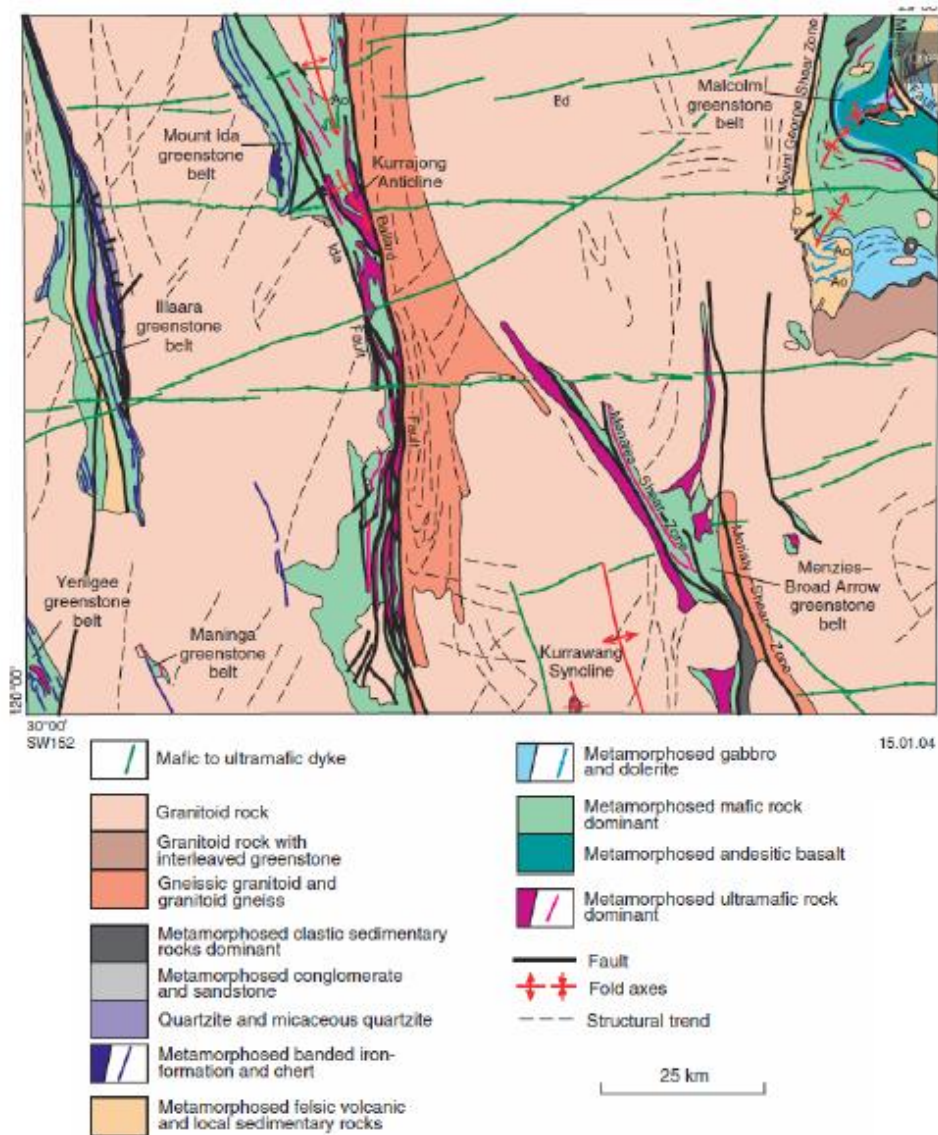 Bd
Ao
Malcolm
greenstone
belt
Mount George Shear Zone
Fault
Mount Ida
greenstone
belt
Kurrajong
Anticline
Ballard
Ida
Fault
Fault
Ao
Ao
Illaara
greenstone
belt
Menzies Shear Zone
Moriaty Shear Zone
Menzies–
Broad Arrow
greenstone
belt
Yerilgee
greenstone
belt
Maninga
greenstone
belt
Kurrawang
Syncline
120°00'
30°00'
SW152
15.01.04
Mafic to ultramafic dyke
Granitoid rock
Granitoid rock with
interleaved greenstone
Gneissic granitoid and
granitoid gneiss
Metamorphosed clastic sedimentary
rocks dominant
Metamorphosed conglomerate
and sandstone
Quartzite and micaceous quartzite
Metamorphosed banded iron-
formation and chert
Metamorphosed felsic volcanic
and local sedimentary rocks
Metamorphosed gabbro
and dolerite
Metamorphosed mafic rock
dominant
Metamorphosed andesitic basalt
Metamorphosed ultramafic rock
dominant
Fault
Fold axes
Structural trend
25 km